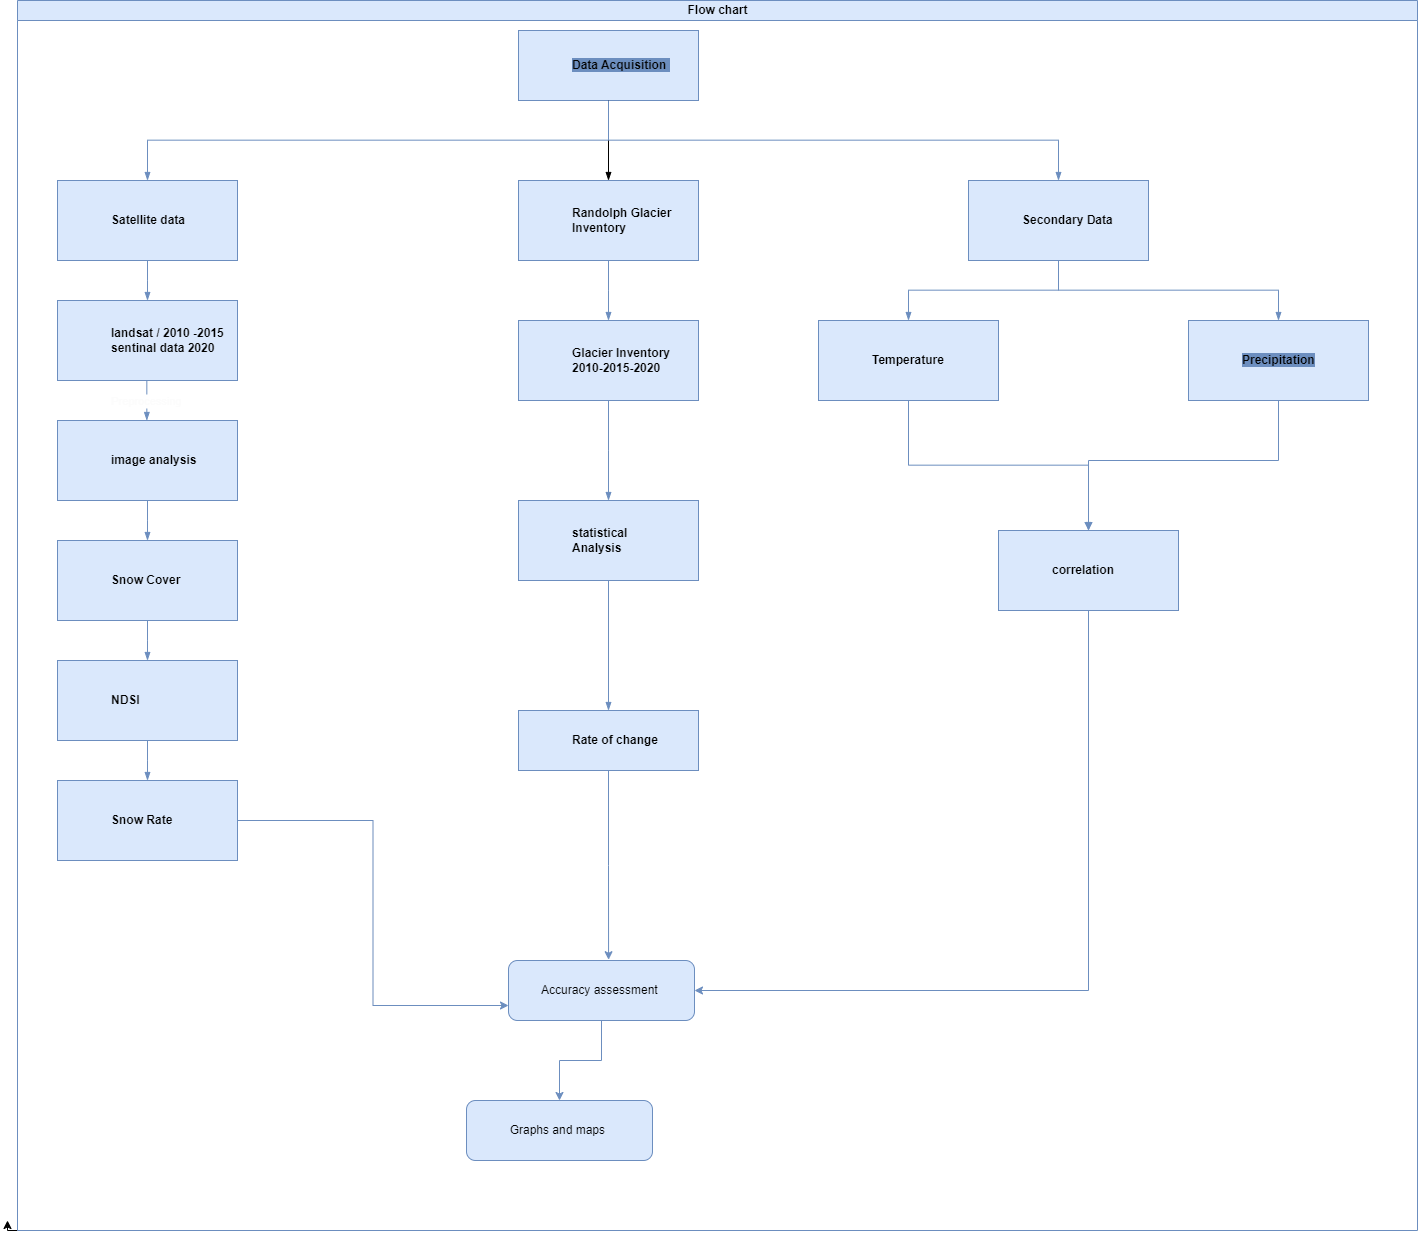 Flow chart
Data Acquisition
Satellite data
Randolph Glacier
Inventory
Secondary Data
landsat / 2010 -2015
sentinal data 2020
Glacier Inventory
2010-2015-2020
Temperature
Precipitation
image analysis
statistical
Analysis
correlation
Snow Cover
NDSI
Rate of change
Snow Rate
Accuracy assessment
Graphs and maps